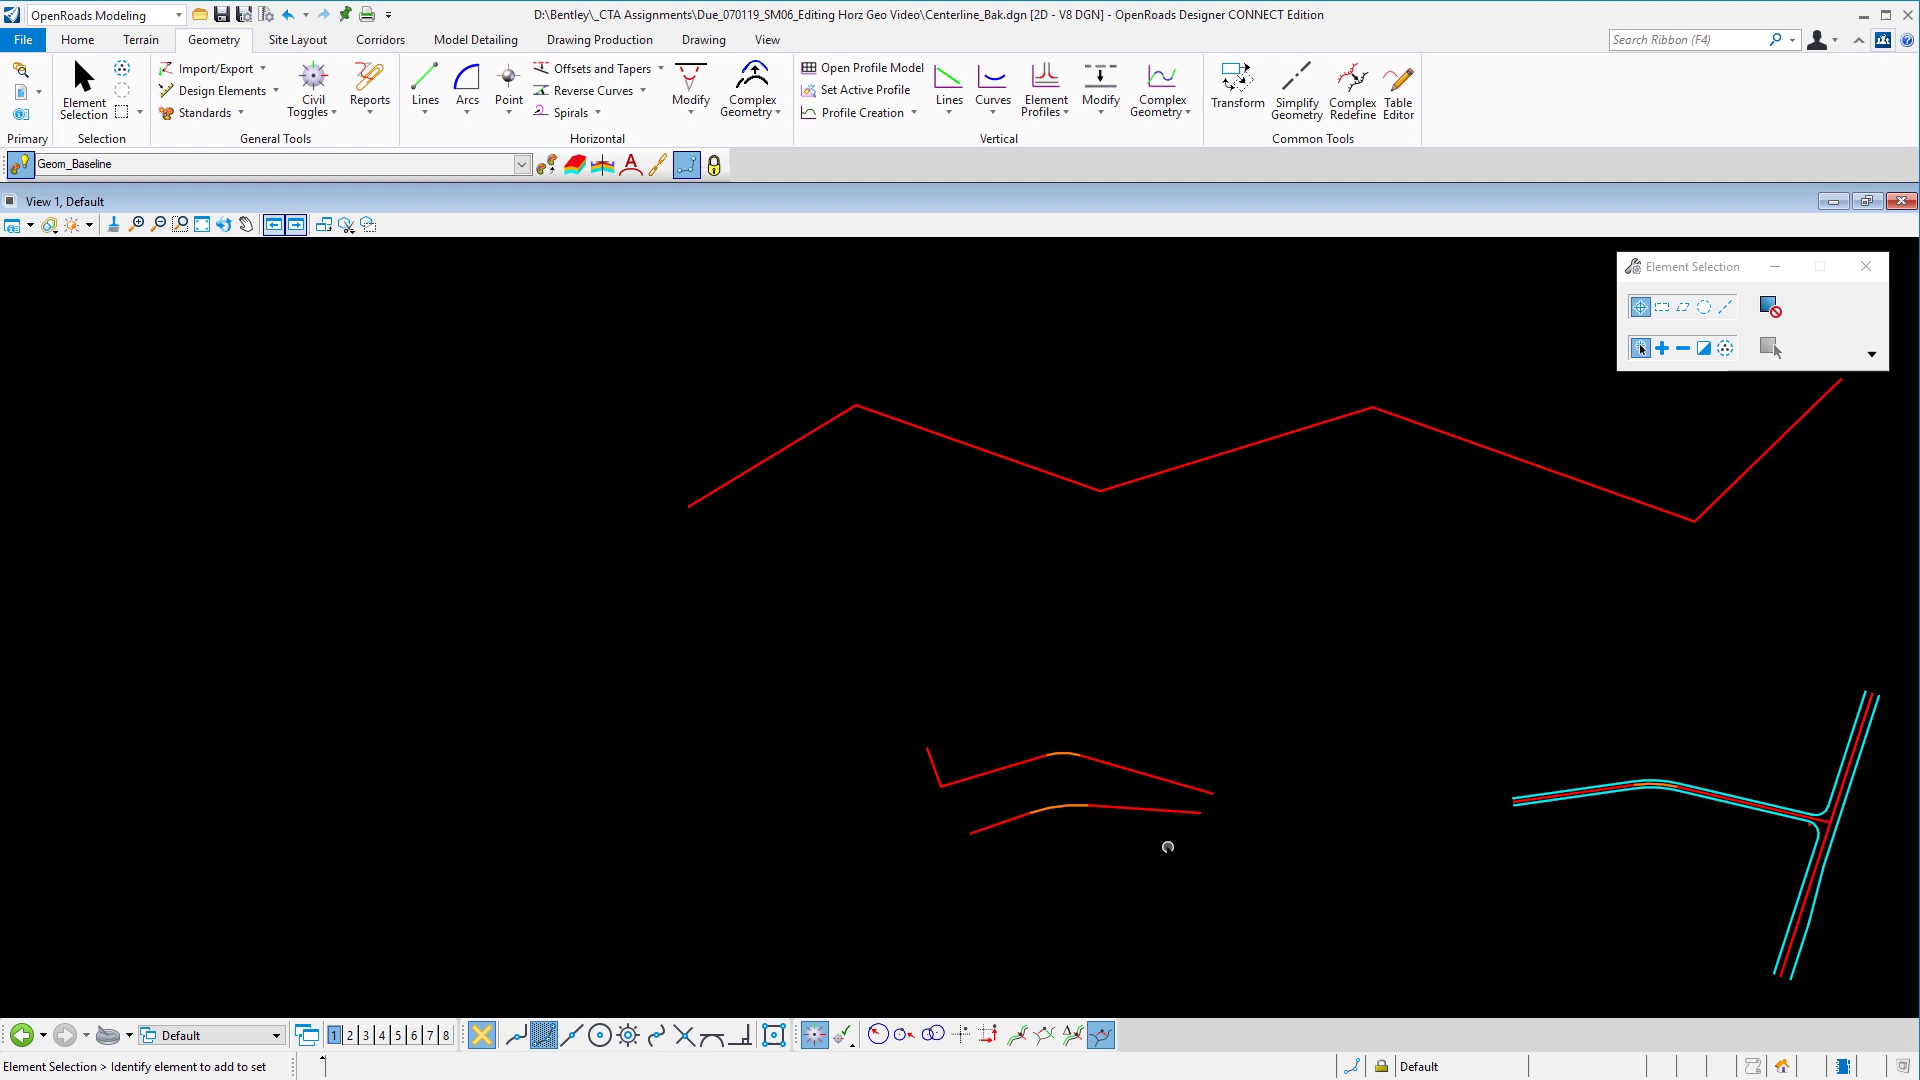 OpenRoads Modeling
D:\Bentley\_CTA Assignments\Due_070119_SM06_Editing Horz Geo Video\Centerline_Bak.dgn [2D - V8 DGN] - OpenRoads Designer CONNECT Edition
File Home Terrain Geometry Site Layout Corridors Model Detailing Drawing Production Drawing View
Search Ribbon (F4)
Element Selection
Import/Export
Design Elements
Standards
Civil Toggles
Reports
Lines
Arcs
Point
Offsets and Tapers
Reverse Curves
Spirals
Modify
Complex Geometry
Open Profile Model
Set Active Profile
Profile Creation
Lines
Curves
Element Profiles
Modify
Complex Geometry
Transform
Simplify Geometry
Complex Redefine
Table Editor
Primary Selection General Tools Horizontal Vertical Common Tools
Geom_Baseline
View 1, Default
Element Selection
Default
1 2 3 4 5 6 7 8
Element Selection > Identify element to add to set
Default